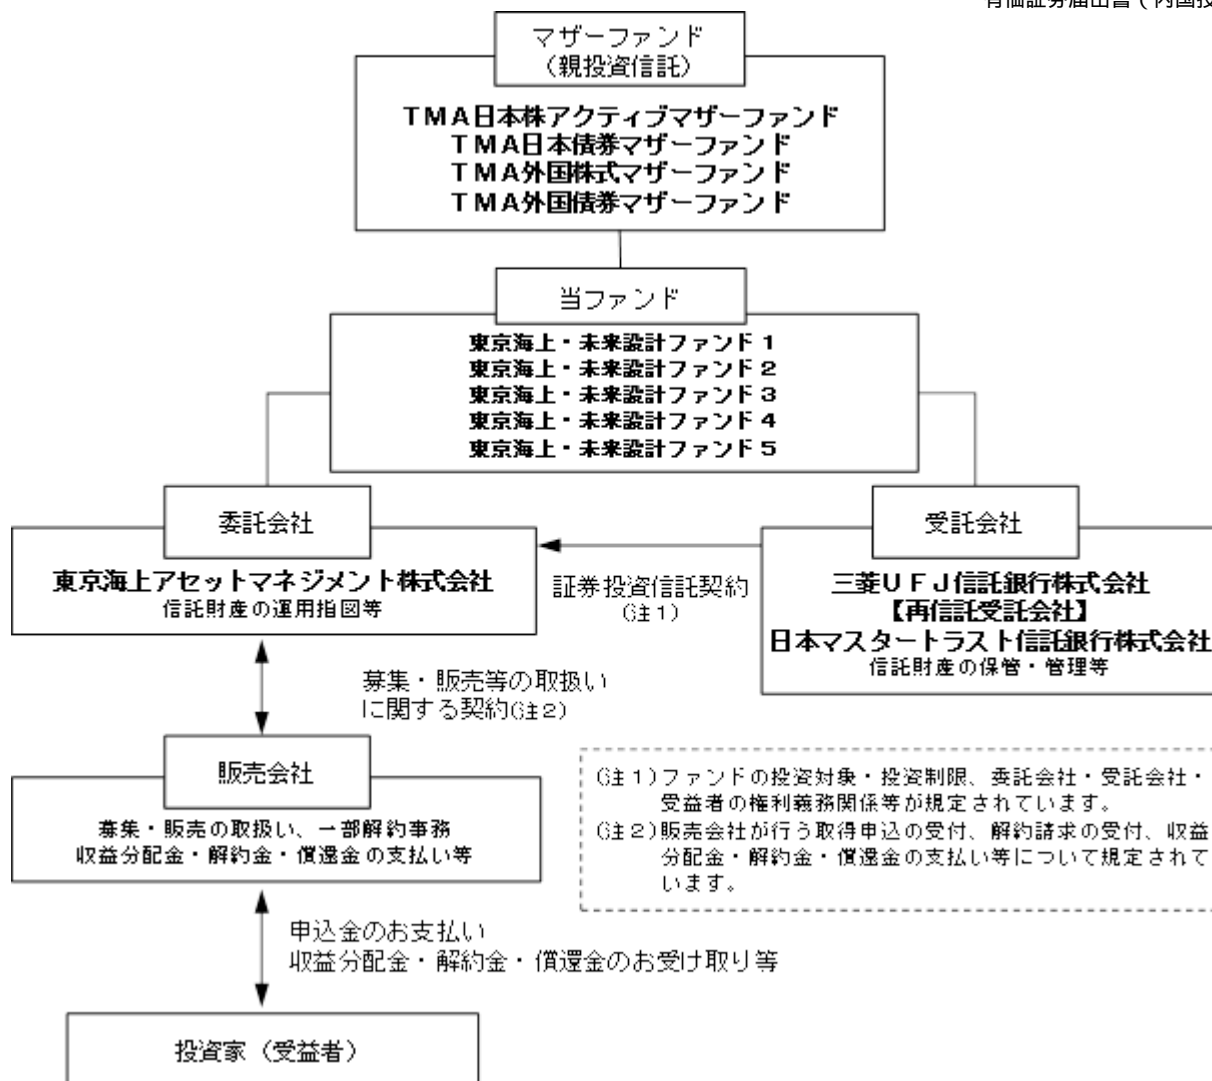 有価証券届出書（内国投
マザーファンド
（親投資信託）
ＴＭＡ日本株アクティブマザーファンド
ＴＭＡ日本債券マザーファンド
ＴＭＡ外国株式マザーファンド
ＴＭＡ外国債券マザーファンド
当ファンド
東京海上・未来設計ファンド１
東京海上・未来設計ファンド２
東京海上・未来設計ファンド３
東京海上・未来設計ファンド４
東京海上・未来設計ファンド５
委託会社
東京海上アセットマネジメント株式会社
信託財産の運用指図等
証券投資信託契約
（注１）
受託会社
三菱ＵＦＪ信託銀行株式会社
【再信託受託会社】
日本マスタートラスト信託銀行株式会社
信託財産の保管・管理等
募集・販売等の取扱い
に関する契約（注２）
販売会社
募集・販売の取扱い、一部解約事務
収益分配金・解約金・償還金の支払い等
（注１）ファンドの投資対象・投資制限、委託会社・受託会社・
受益者の権利義務関係等が規定されています。
（注２）販売会社が行う取得申込の受付、解約請求の受付、収益
分配金・解約金・償還金の支払い等について規定されて
います。
申込金のお支払い
収益分配金・解約金・償還金のお受け取り等
投資家（受益者）